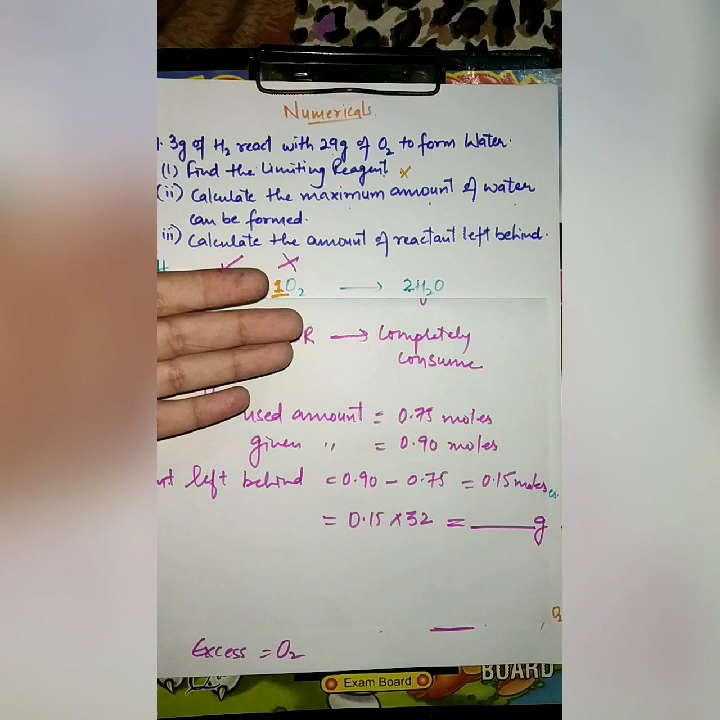 Numericals.
1. 3g of H₂ react with 29g of O₂ to form Water.
(i) Find the Limiting Reagent ×
(ii) Calculate the maximum amount of water
can be formed.
iii) Calculate the amount of reactant left behind.
✓ ×
1O₂ → 2H₂O
R → Completely
consume
used amount = 0.75 moles
given ,, = 0.90 moles
left behind = 0.90 - 0.75 = 0.15 moles
= 0.15 × 32 = ____ g
Excess = O₂
Exam Board
BOARD